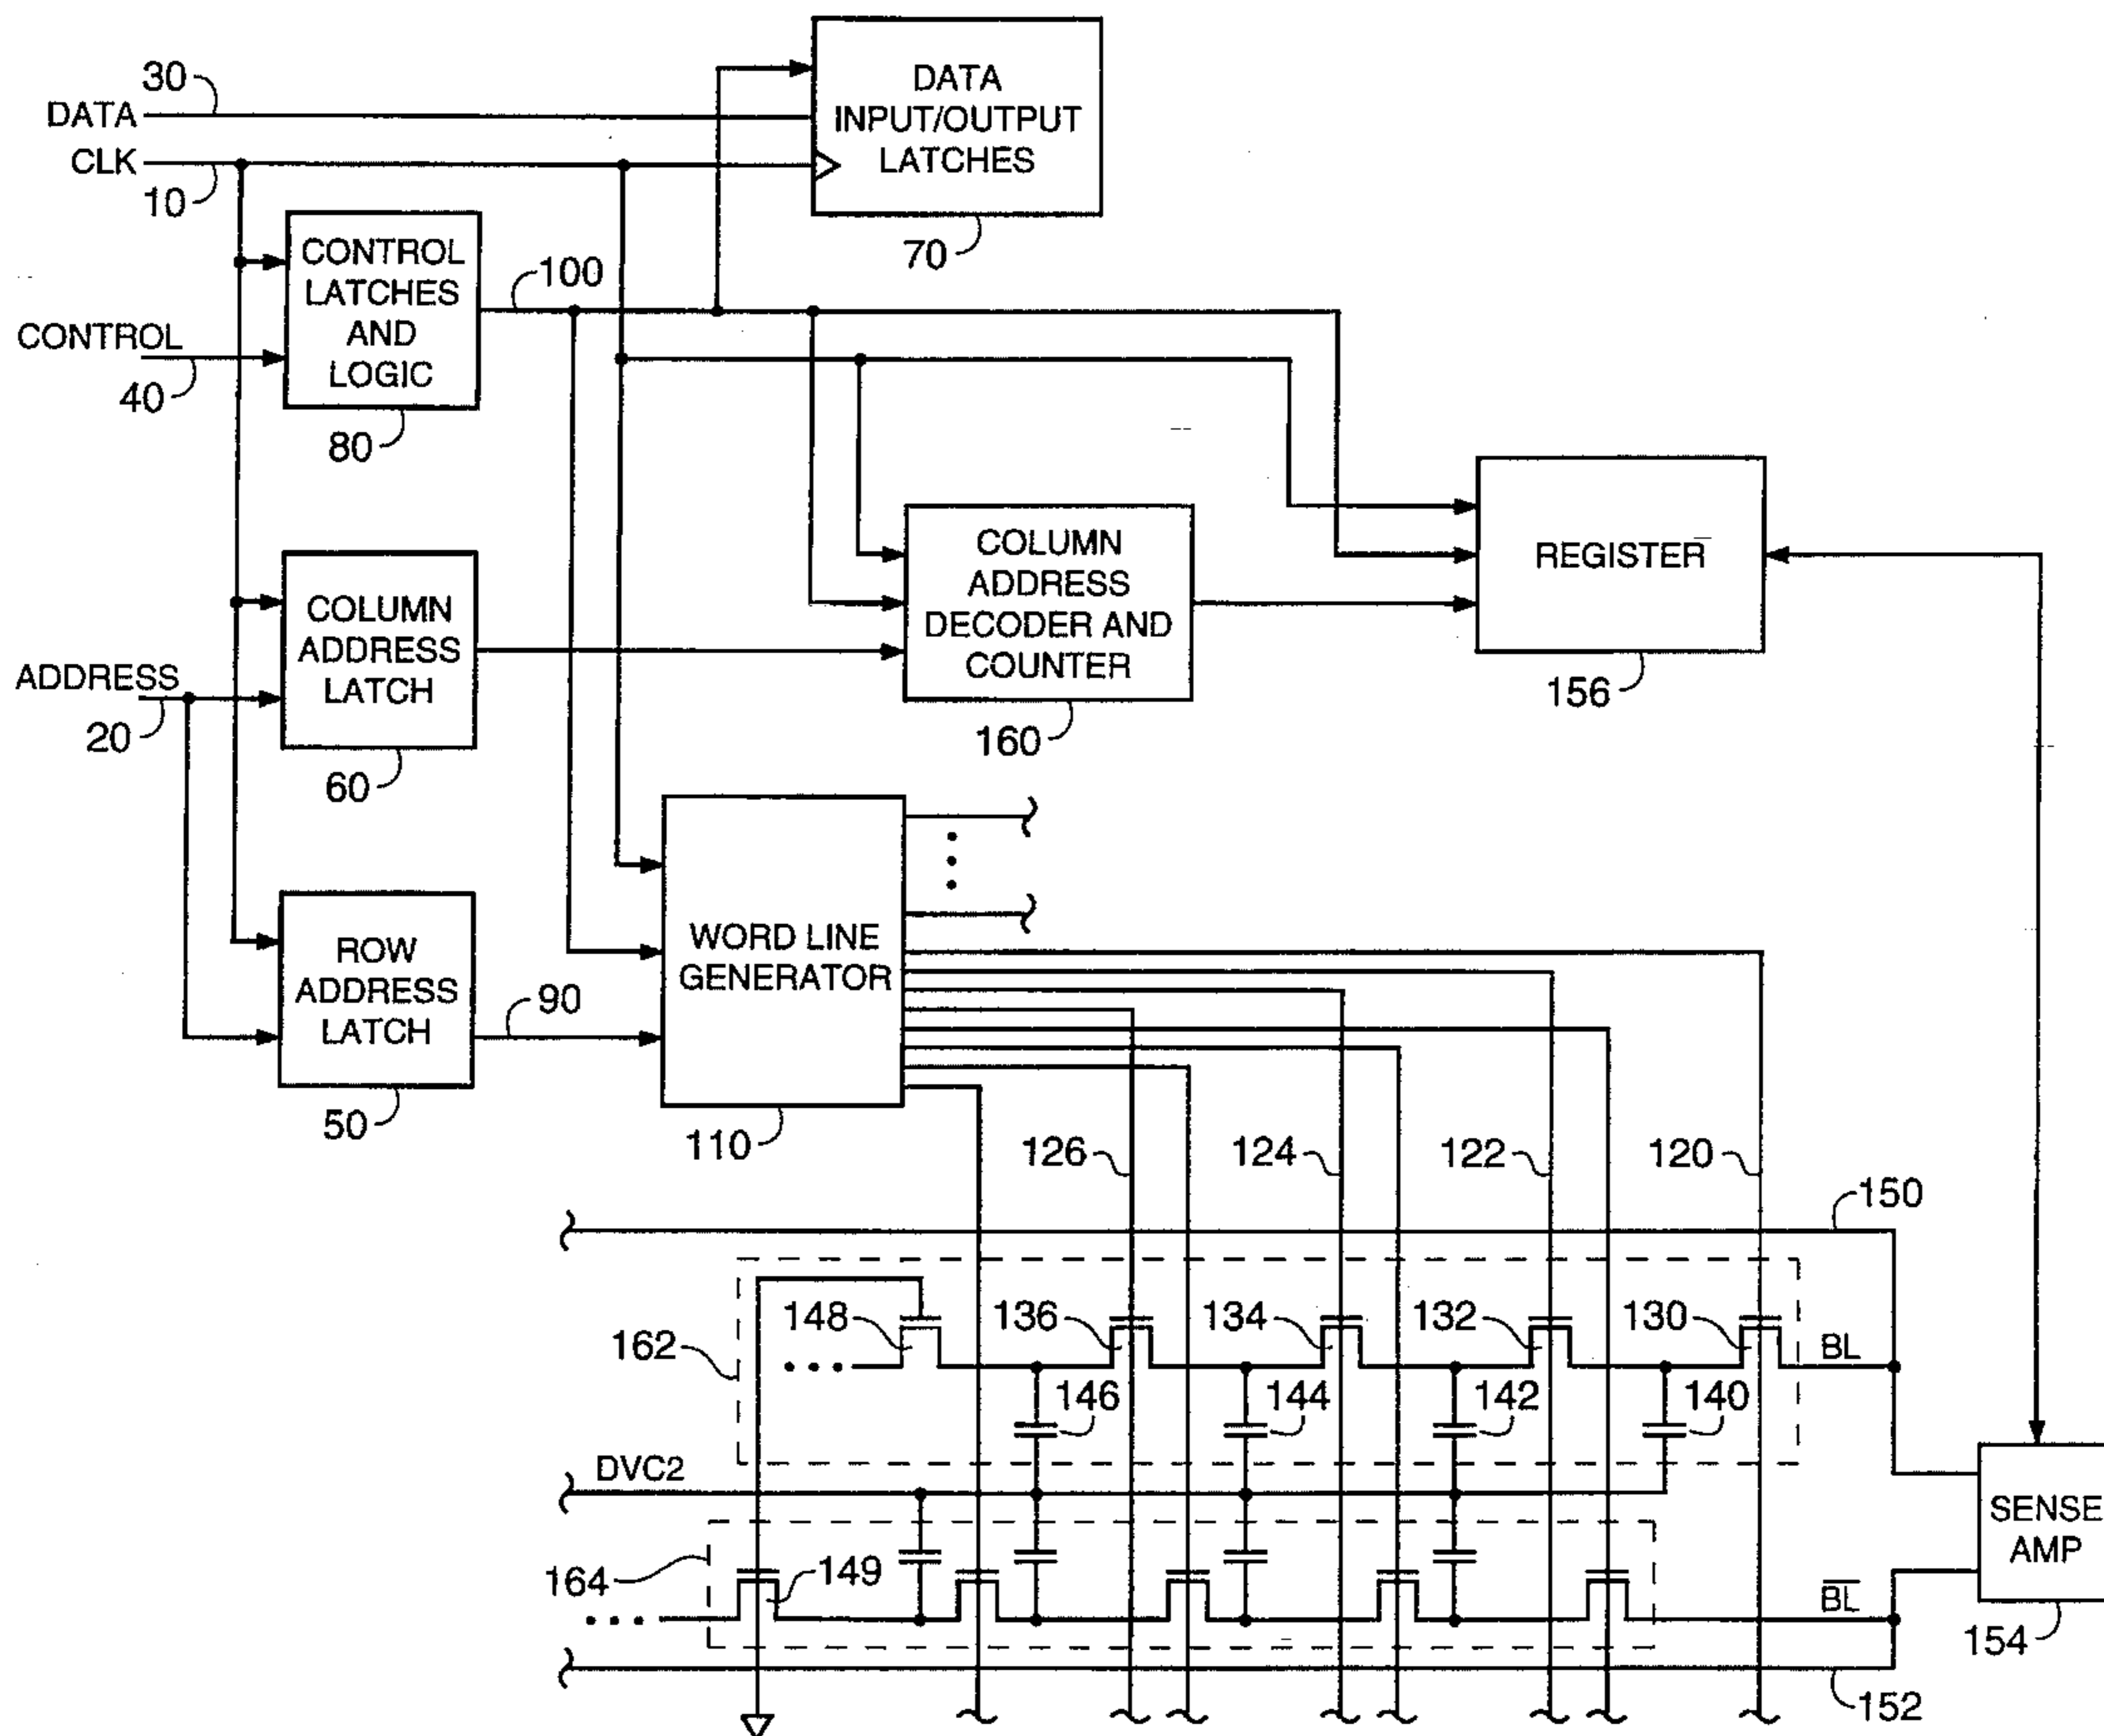 30
DATA
CLK
10
DATA
INPUT/OUTPUT
LATCHES
70
CONTROL
LATCHES
AND
LOGIC
80
100
CONTROL
40
COLUMN
ADDRESS
LATCH
60
ADDRESS
20
COLUMN
ADDRESS
DECODER AND
COUNTER
160
REGISTER
156
ROW
ADDRESS
LATCH
50
90
WORD LINE
GENERATOR
110
126
124
122
120
150
148
136
134
132
130
BL
162
146
144
142
140
DVC2
SENSE
AMP
154
164
149
B̅L̅
152